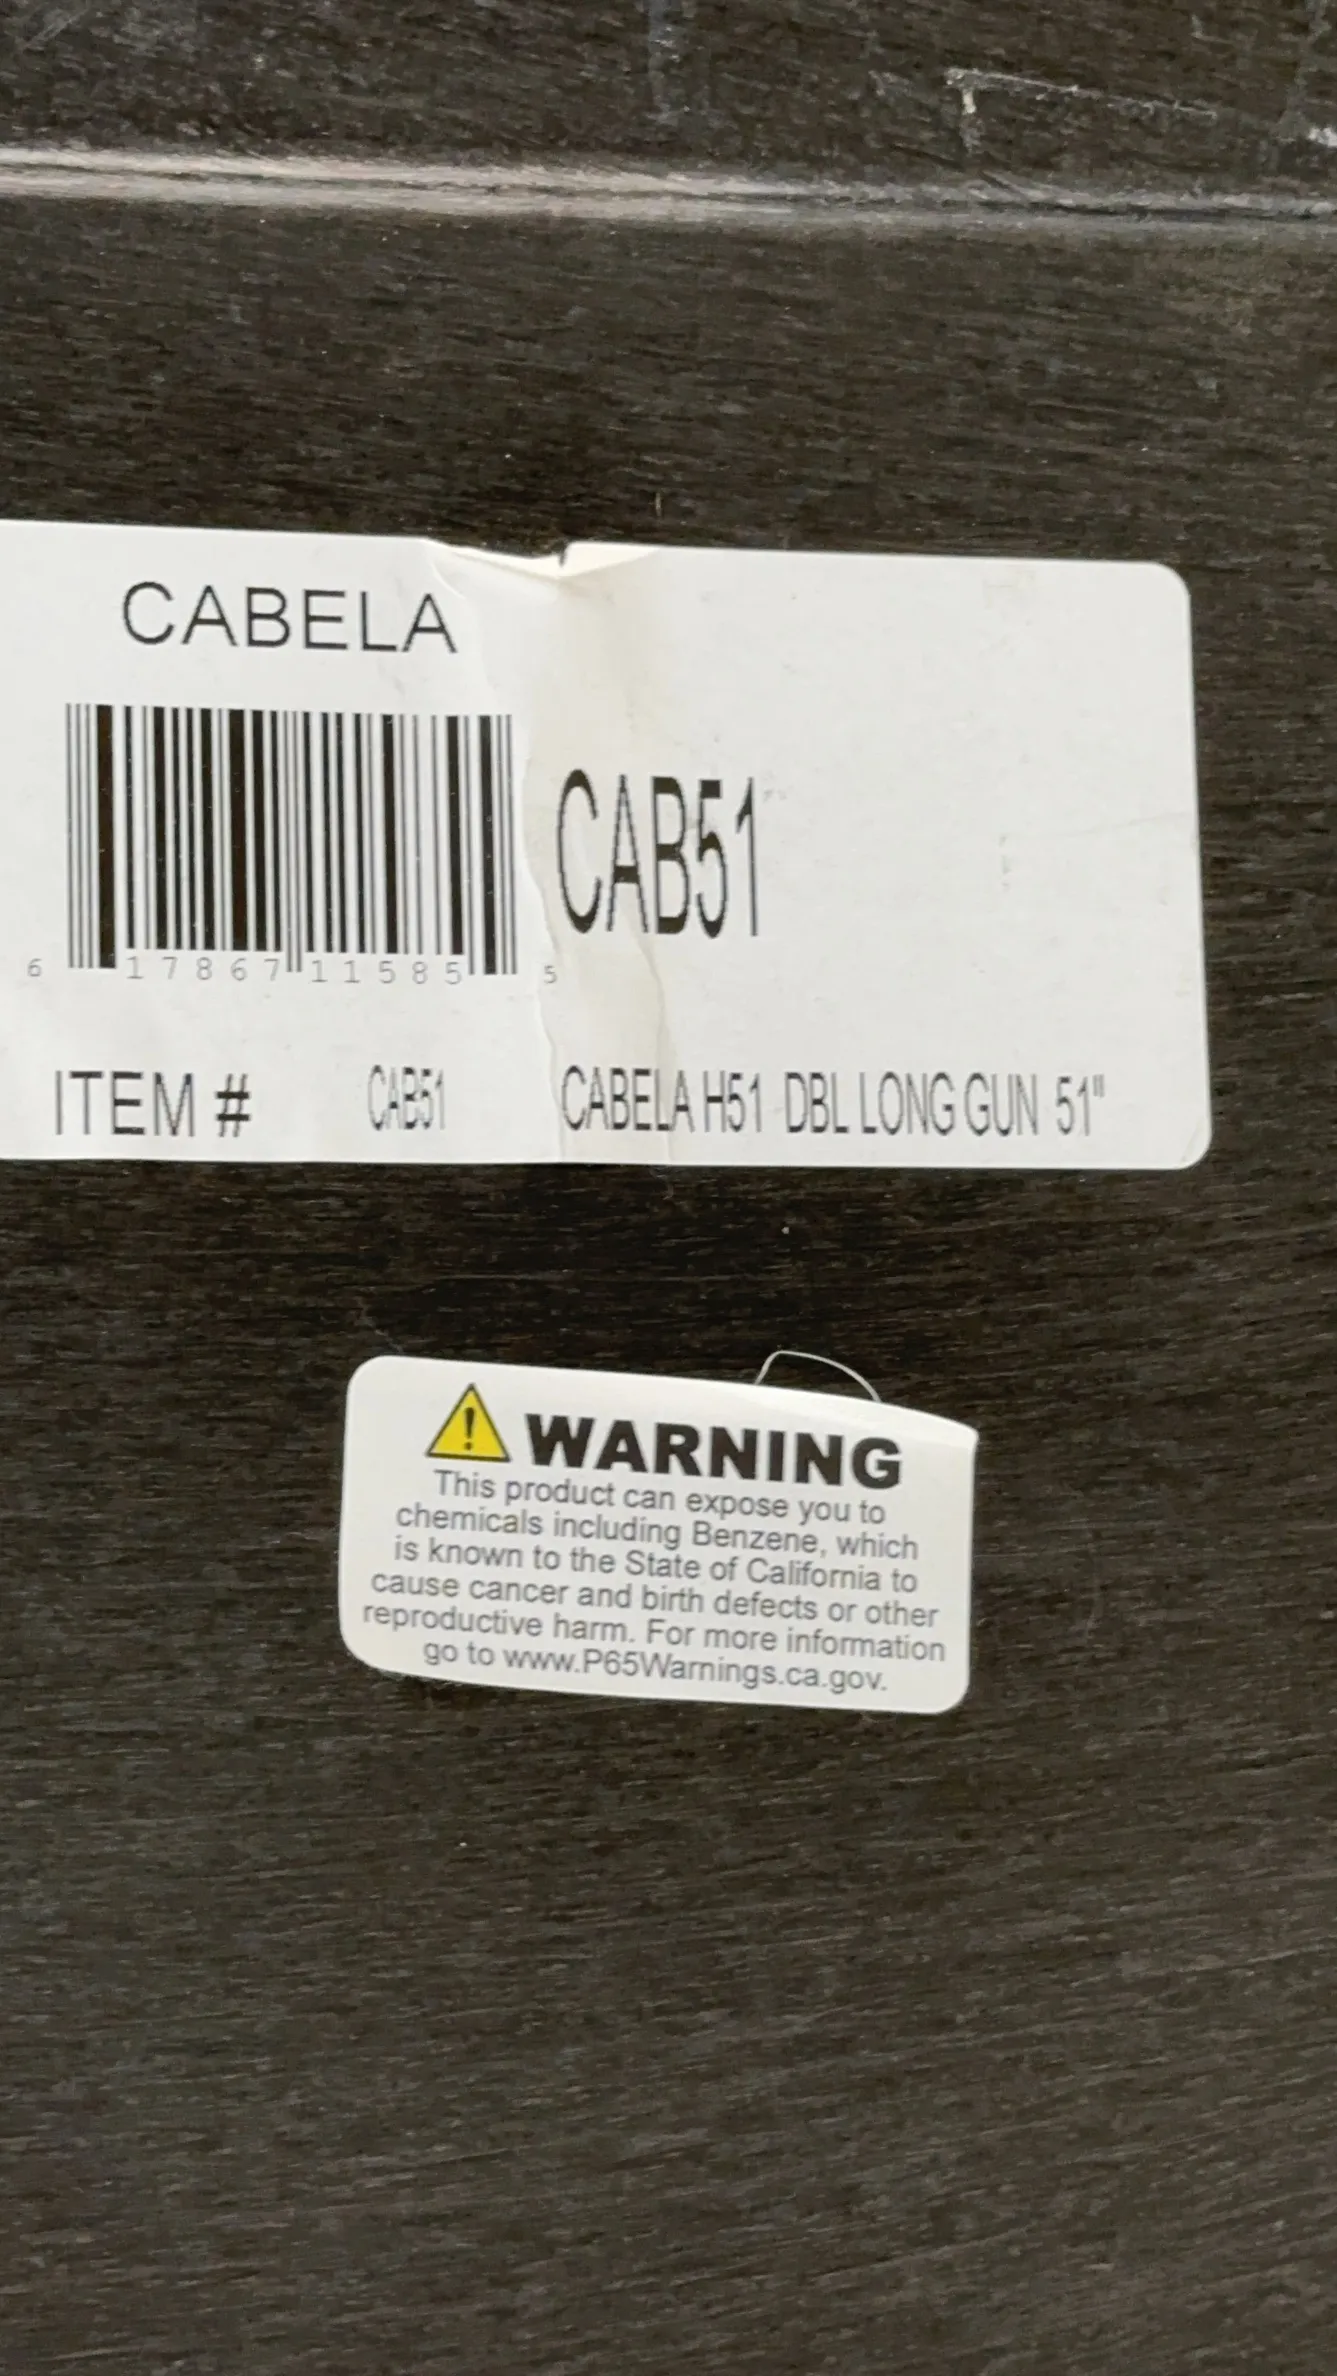 CABELA
CAB51
6 17867 11585 5
ITEM # CAB51 CABELA H51 DBL LONG GUN 51"
WARNING
This product can expose you to
chemicals including Benzene, which
is known to the State of California to
cause cancer and birth defects or other
reproductive harm. For more information
go to www.P65Warnings.ca.gov.